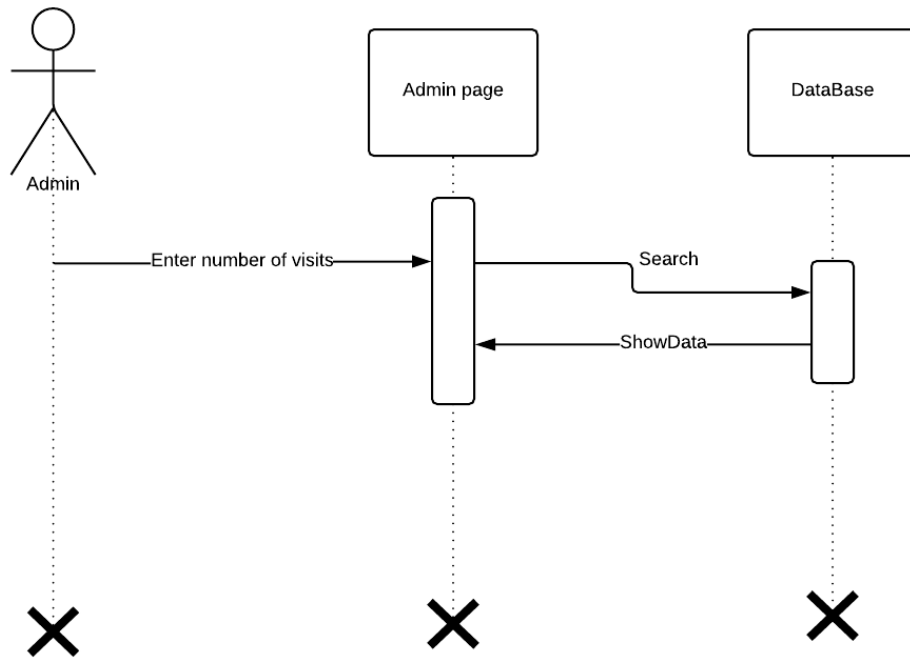 Admin page
DataBase
Admin
Enter number of visits
Search
ShowData